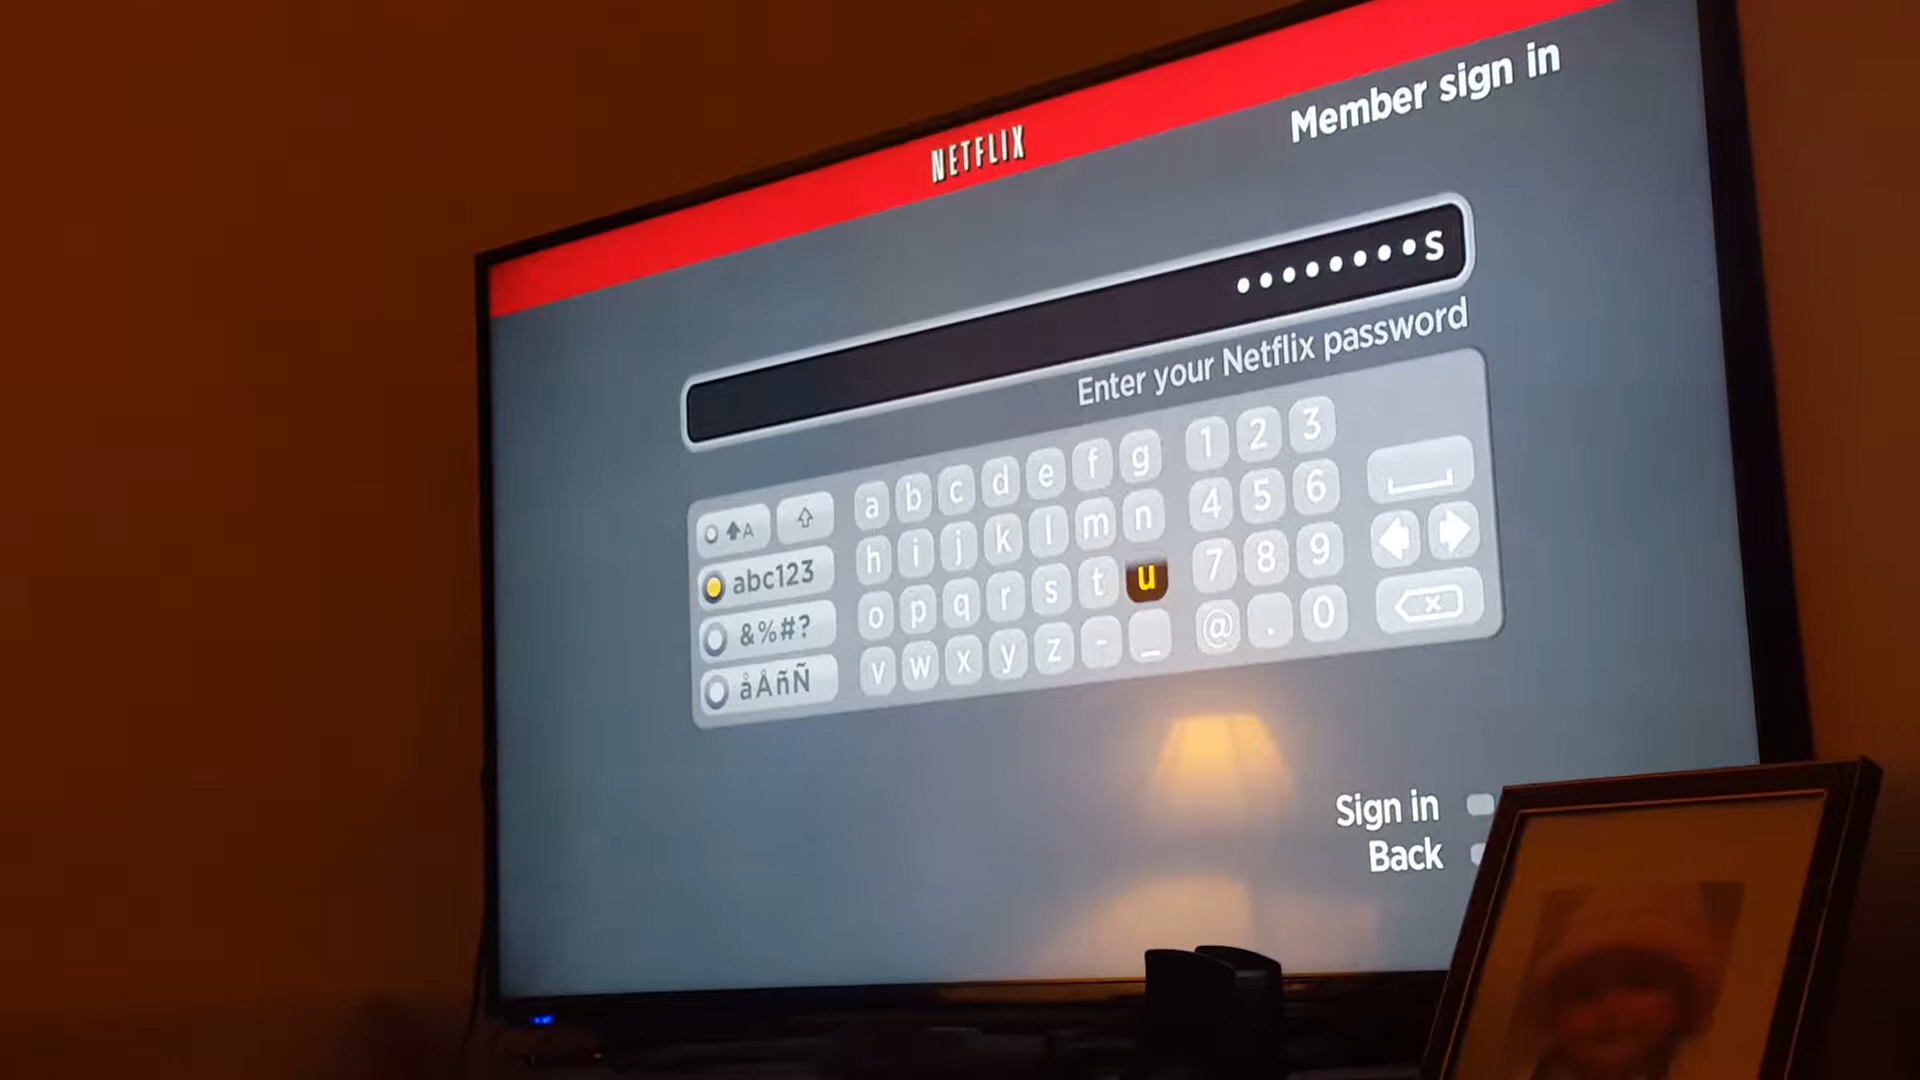 NETFLIX
Member sign in
••••••••s
Enter your Netflix password
A
abc123
&%#?
åÅñÑ
a b c d e f g 1 2 3
h i j k l m n 4 5 6
o p q r s t u 7 8 9
v w x y z - _ @ . 0
Sign in
Back